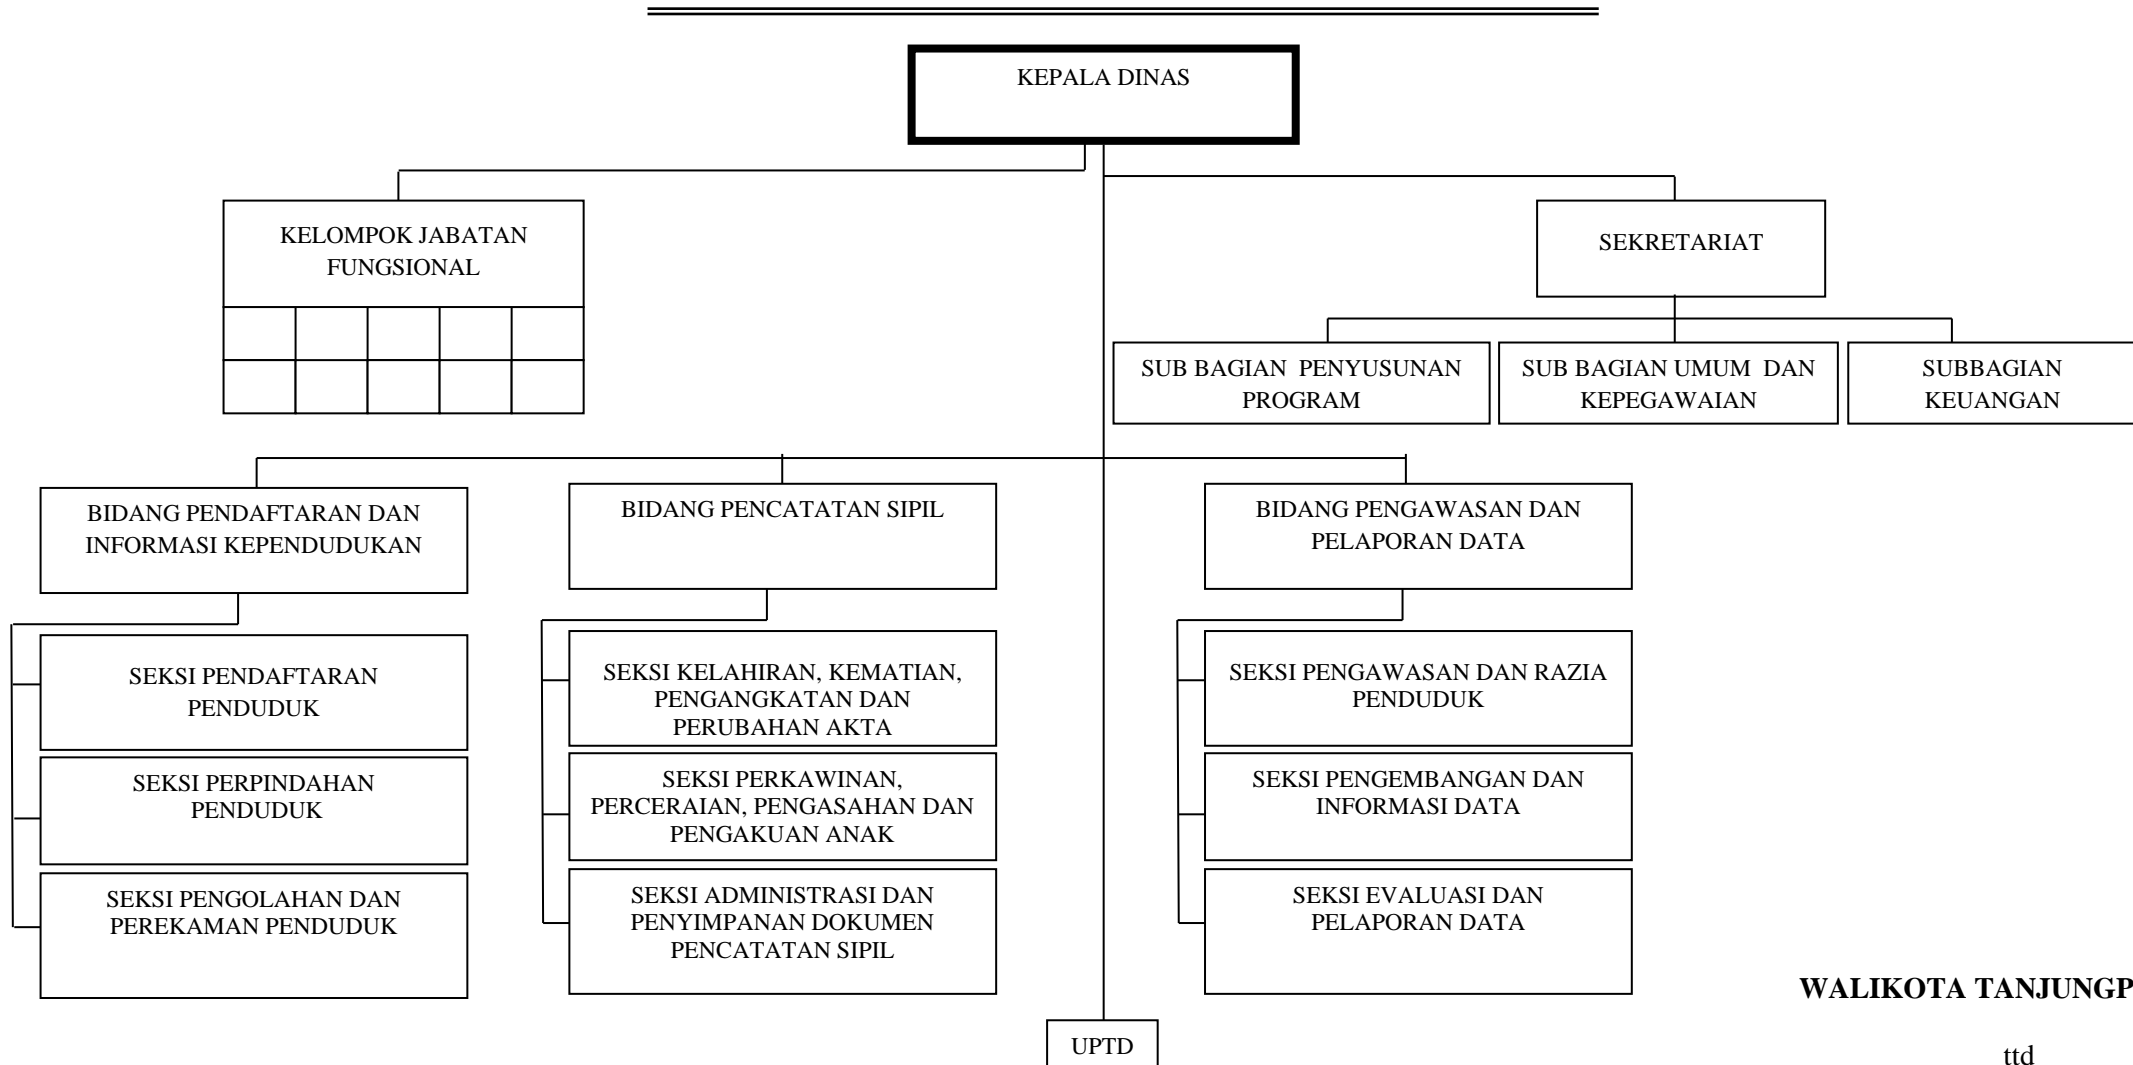 KEPALA DINAS
KELOMPOK JABATAN
FUNGSIONAL
SEKRETARIAT
SUB BAGIAN PENYUSUNAN
PROGRAM
SUB BAGIAN UMUM DAN
KEPEGAWAIAN
SUBBAGIAN
KEUANGAN
BIDANG PENDAFTARAN DAN
INFORMASI KEPENDUDUKAN
BIDANG PENCATATAN SIPIL
BIDANG PENGAWASAN DAN
PELAPORAN DATA
SEKSI PENDAFTARAN
PENDUDUK
SEKSI PERPINDAHAN
PENDUDUK
SEKSI PENGOLAHAN DAN
PEREKAMAN PENDUDUK
SEKSI KELAHIRAN, KEMATIAN,
PENGANGKATAN DAN
PERUBAHAN AKTA
SEKSI PERKAWINAN,
PERCERAIAN, PENGASAHAN DAN
PENGAKUAN ANAK
SEKSI ADMINISTRASI DAN
PENYIMPANAN DOKUMEN
PENCATATAN SIPIL
SEKSI PENGAWASAN DAN RAZIA
PENDUDUK
SEKSI PENGEMBANGAN DAN
INFORMASI DATA
SEKSI EVALUASI DAN
PELAPORAN DATA
UPTD
WALIKOTA TANJUNGP
ttd